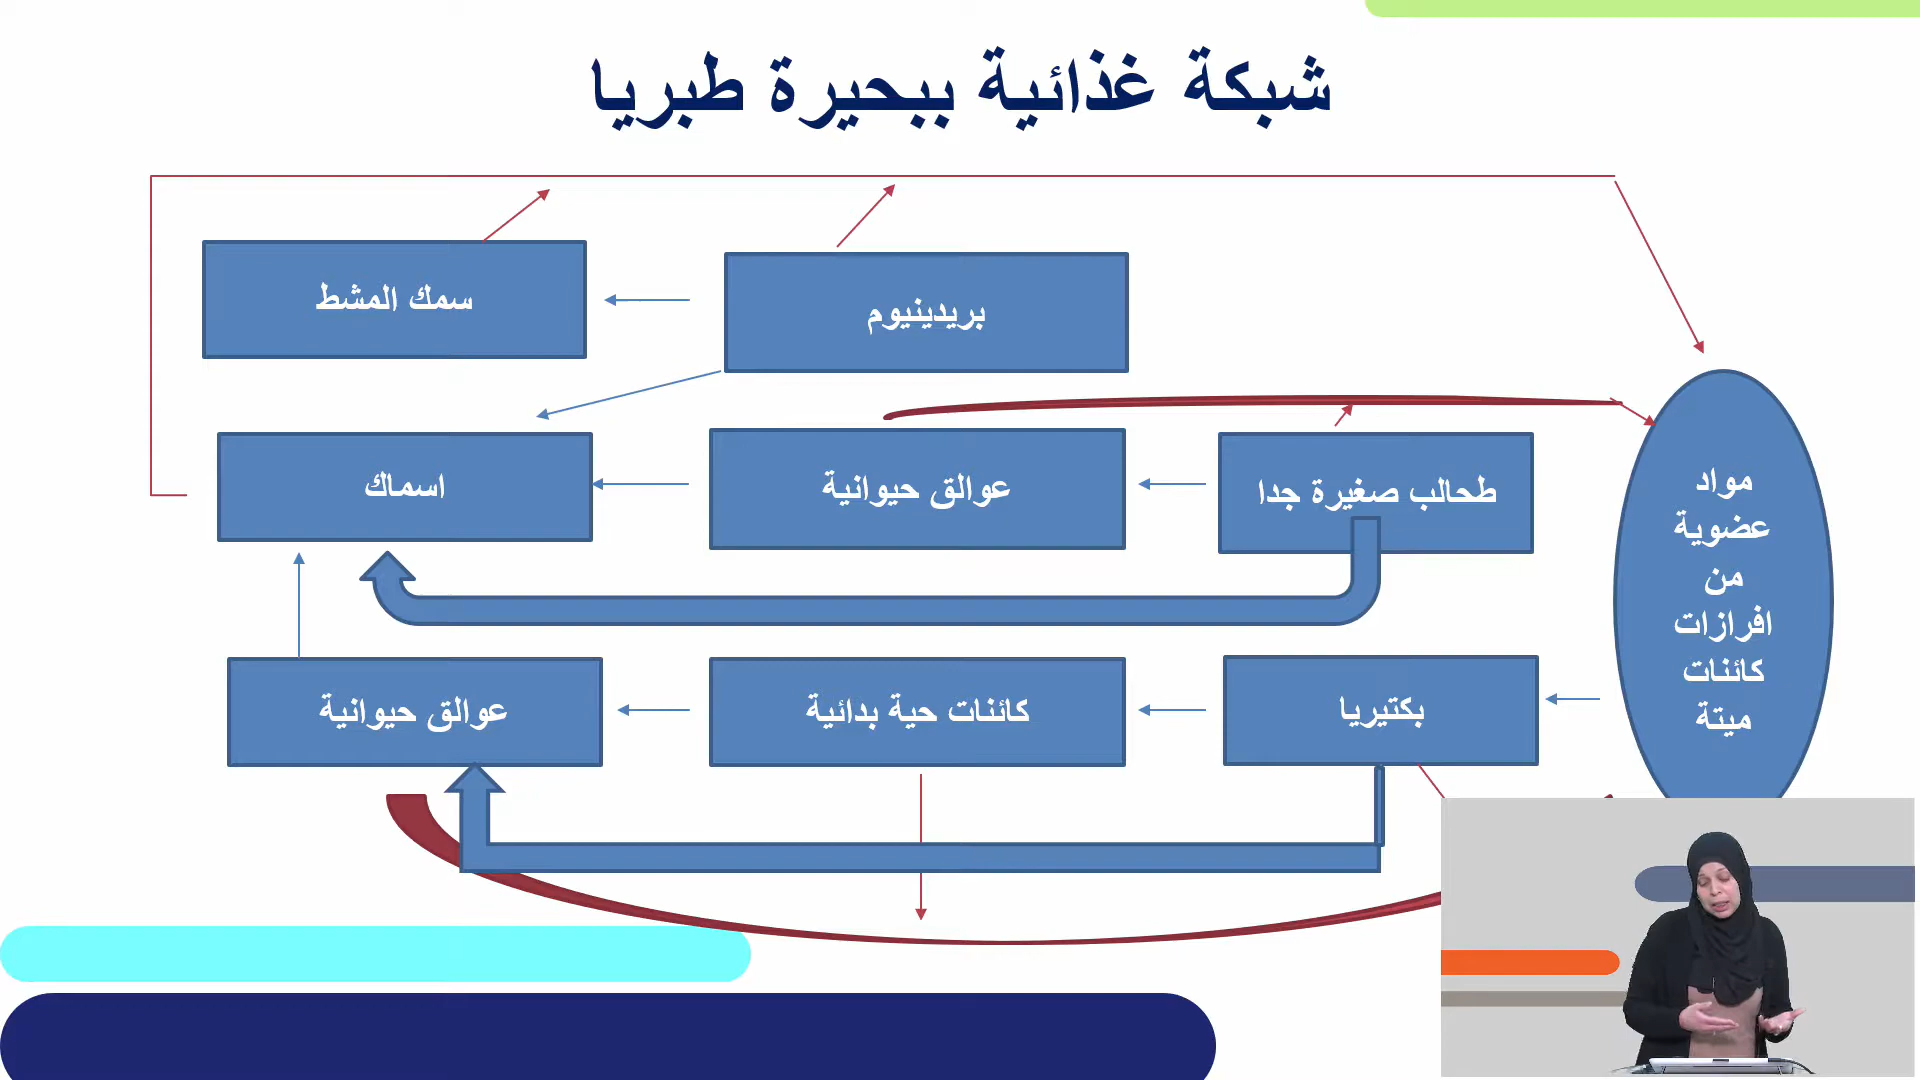 شبكة غذائية ببحيرة طبريا
بريدينيوم
سمك المشط
طحالب صغيرة جدا
عوالق حيوانية
اسماك
مواد
عضوية
من
افرازات
كائنات
ميتة
بكتيريا
كائنات حية بدائية
عوالق حيوانية